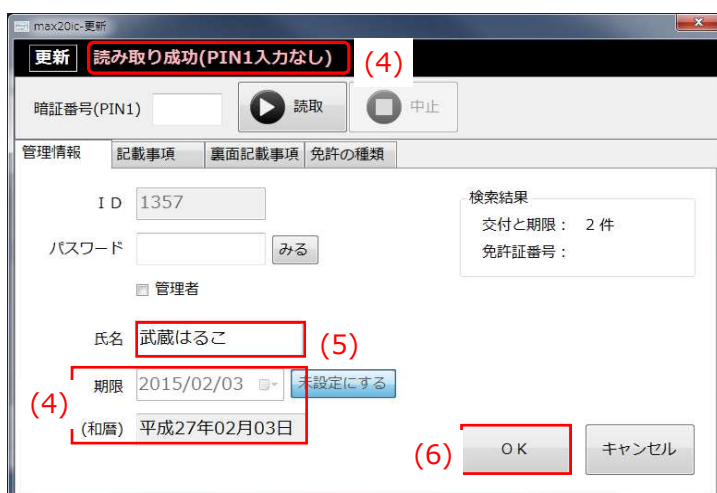 max20ic-更新
更新 読み取り成功(PIN1入力なし) (4)
暗証番号(PIN1) 読取 中止
管理情報 記載事項 裏面記載事項 免許の種類
ID 1357
検索結果
交付と期限： 2 件
免許証番号：
パスワード みる
管理者
氏名 武蔵はるこ (5)
期限 2015/02/03 未設定にする
(4)
(和暦) 平成27年02月03日
(6) OK キャンセル